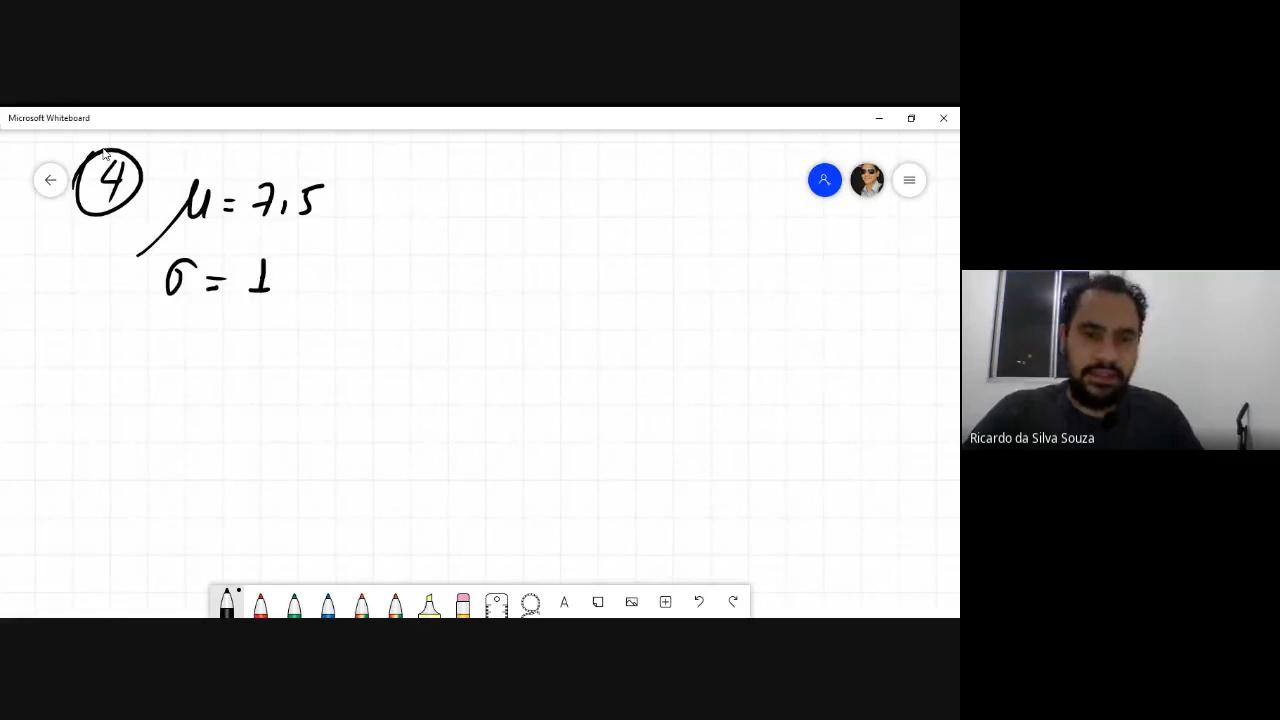 Microsoft Whiteboard
4
μ = 7,5
σ = 1
A
Ricardo da Silva Souza